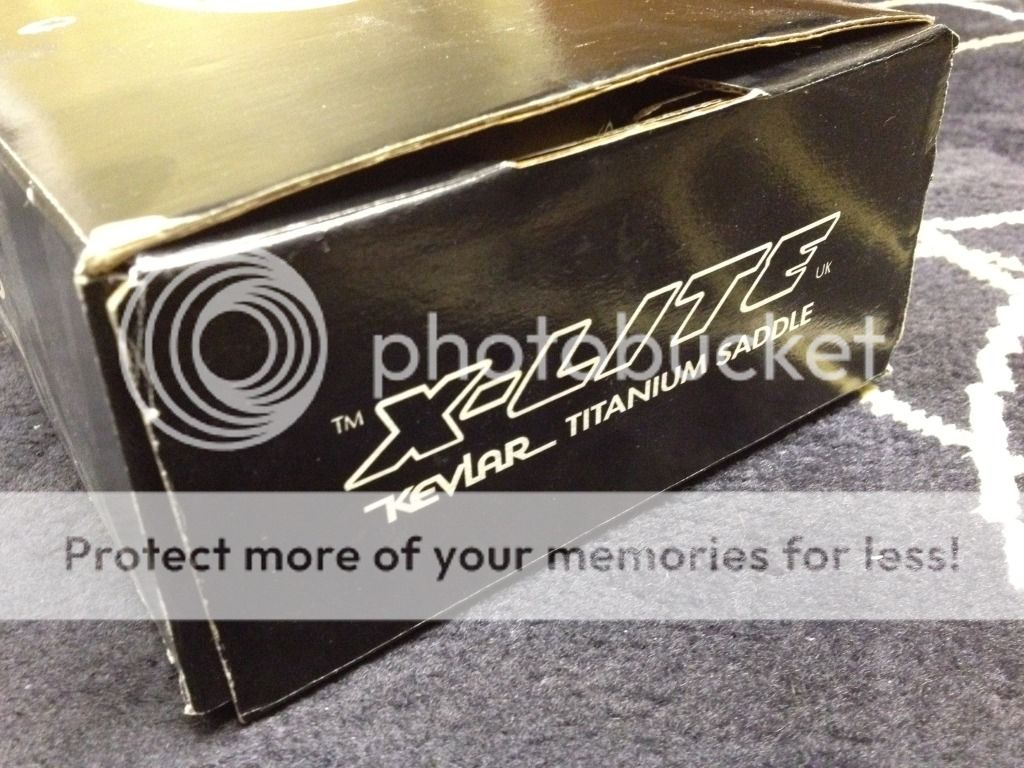 ™ X-LITE UK
KEVLAR TITANIUM SADDLE
photobucket
Protect more of your memories for less!